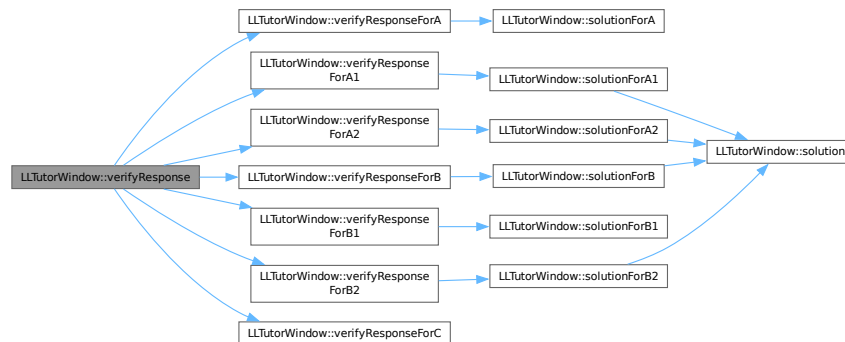 LLTutorWindow::verifyResponse
LLTutorWindow::verifyResponseForA
LLTutorWindow::verifyResponse
ForA1
LLTutorWindow::verifyResponse
ForA2
LLTutorWindow::verifyResponseForB
LLTutorWindow::verifyResponse
ForB1
LLTutorWindow::verifyResponse
ForB2
LLTutorWindow::verifyResponseForC
LLTutorWindow::solutionForA
LLTutorWindow::solutionForA1
LLTutorWindow::solutionForA2
LLTutorWindow::solutionForB
LLTutorWindow::solutionForB1
LLTutorWindow::solutionForB2
LLTutorWindow::solution